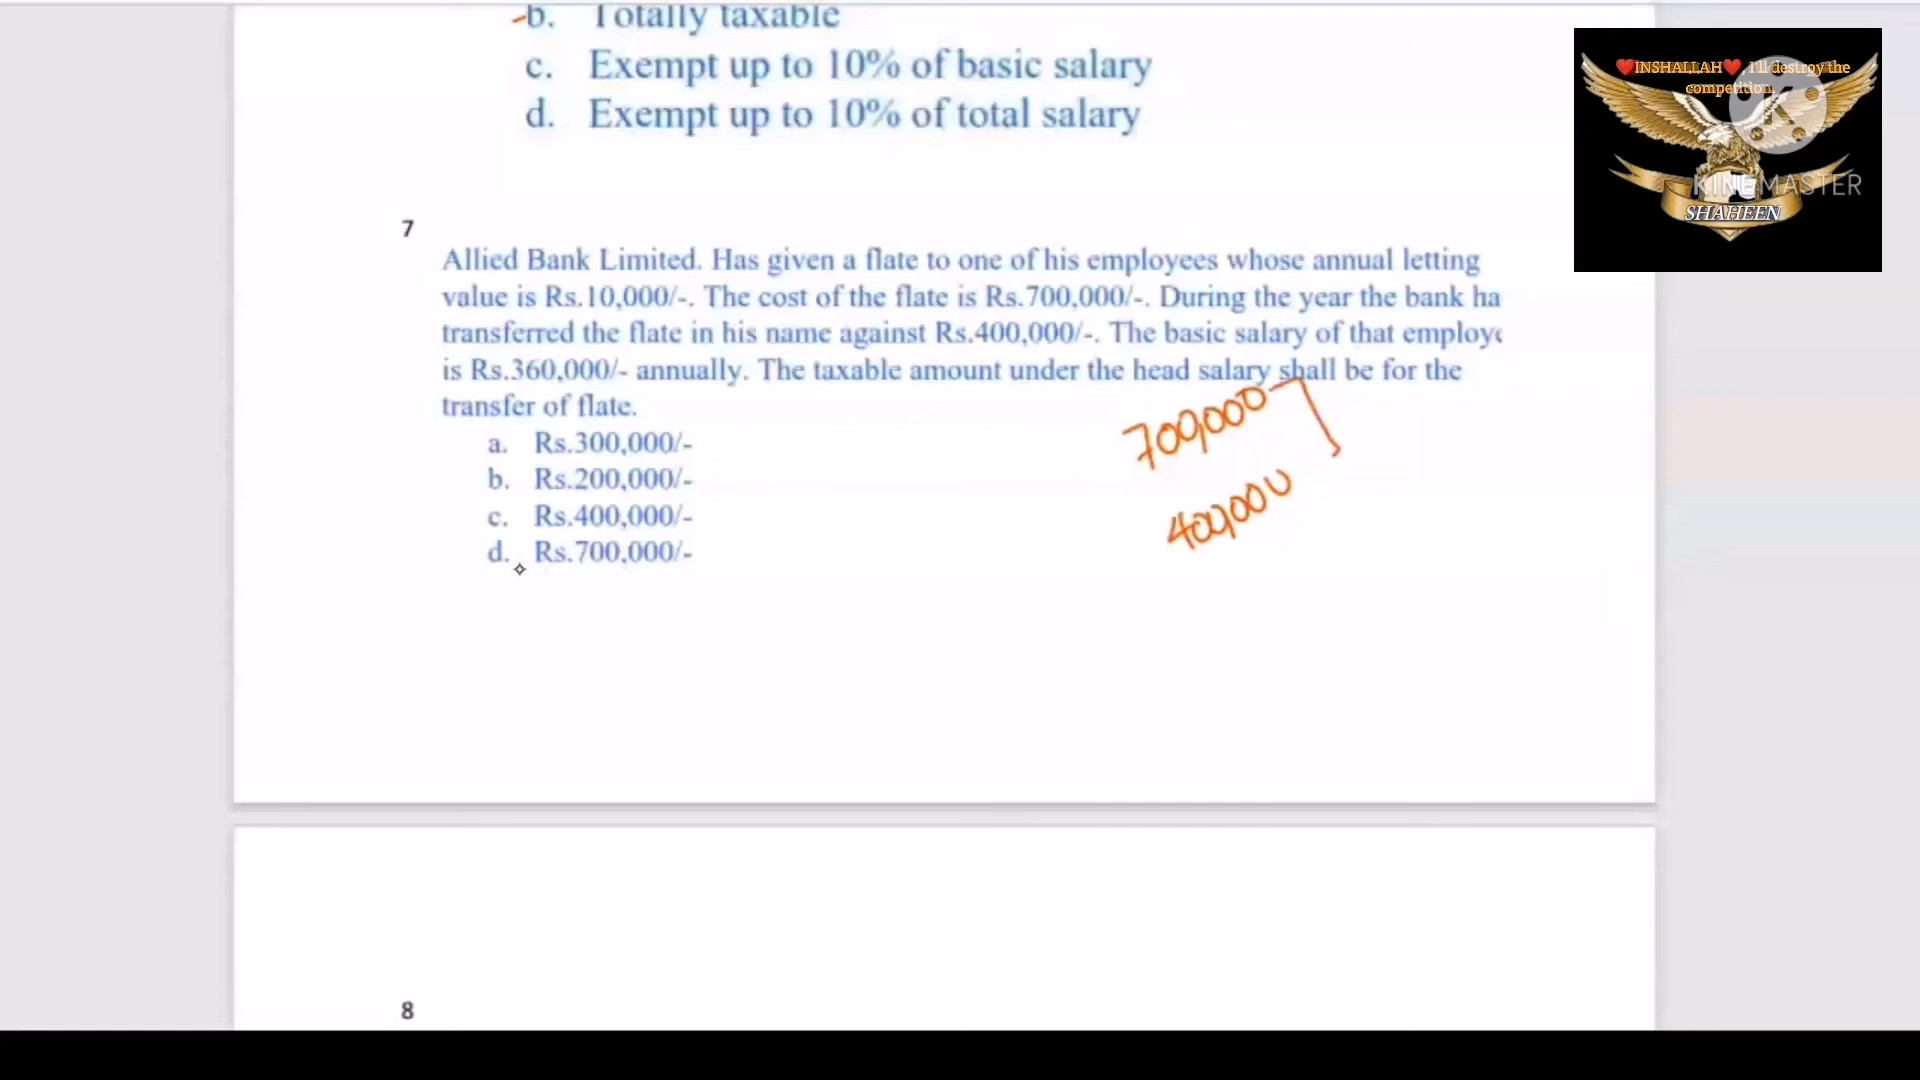 b. Totally taxable
c. Exempt up to 10% of basic salary
d. Exempt up to 10% of total salary
❤️INSHALLAH❤️, I'll destroy the
competition.
KINEMASTER
SHAHEEN
7
Allied Bank Limited. Has given a flate to one of his employees whose annual letting
value is Rs.10,000/-. The cost of the flate is Rs.700,000/-. During the year the bank ha
transferred the flate in his name against Rs.400,000/-. The basic salary of that employe
is Rs.360,000/- annually. The taxable amount under the head salary shall be for the
transfer of flate.
700,000
a. Rs.300,000/-
b. Rs.200,000/-
400,000
c. Rs.400,000/-
d. Rs.700,000/-
8